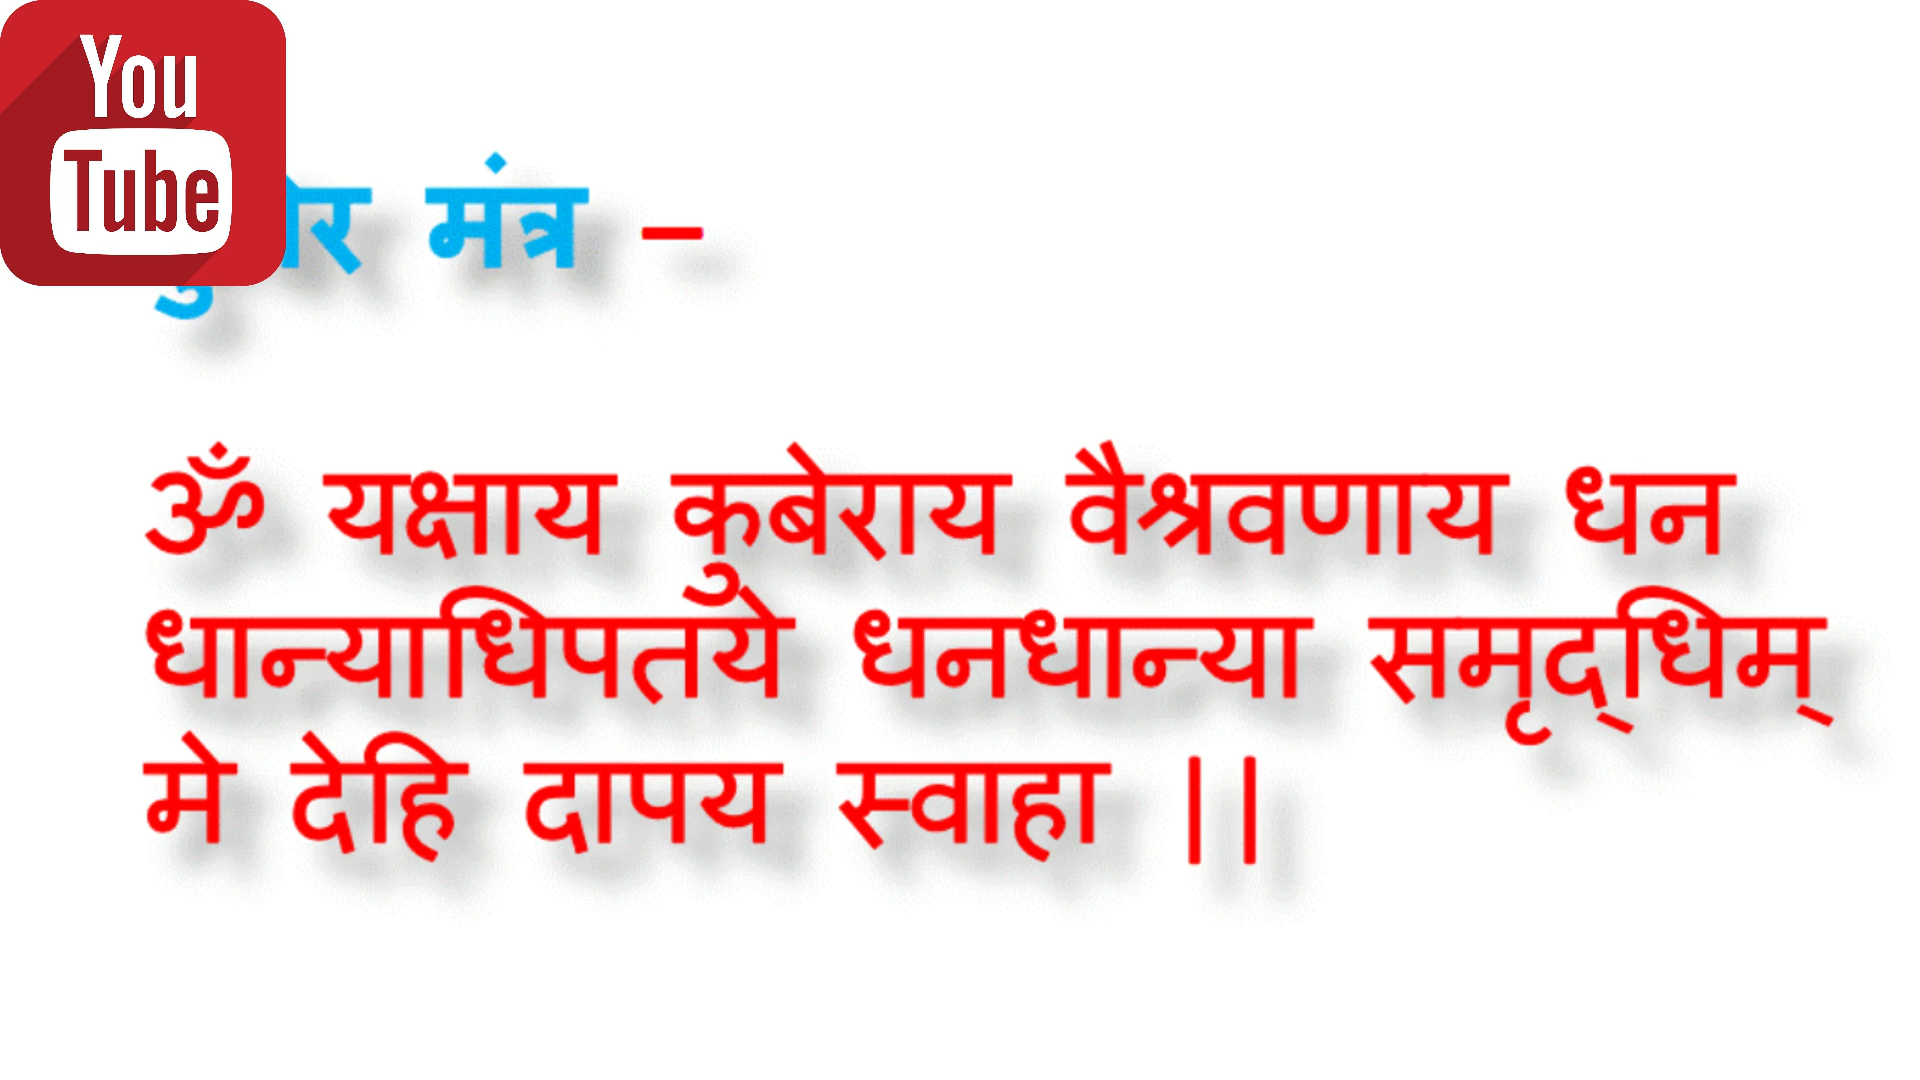 You
Tube
मंत्र –
ॐ यक्षाय कुबेराय वैश्रवणाय धन
धान्याधिपतये धनधान्या समृद्धिम्
मे देहि दापय स्वाहा ||